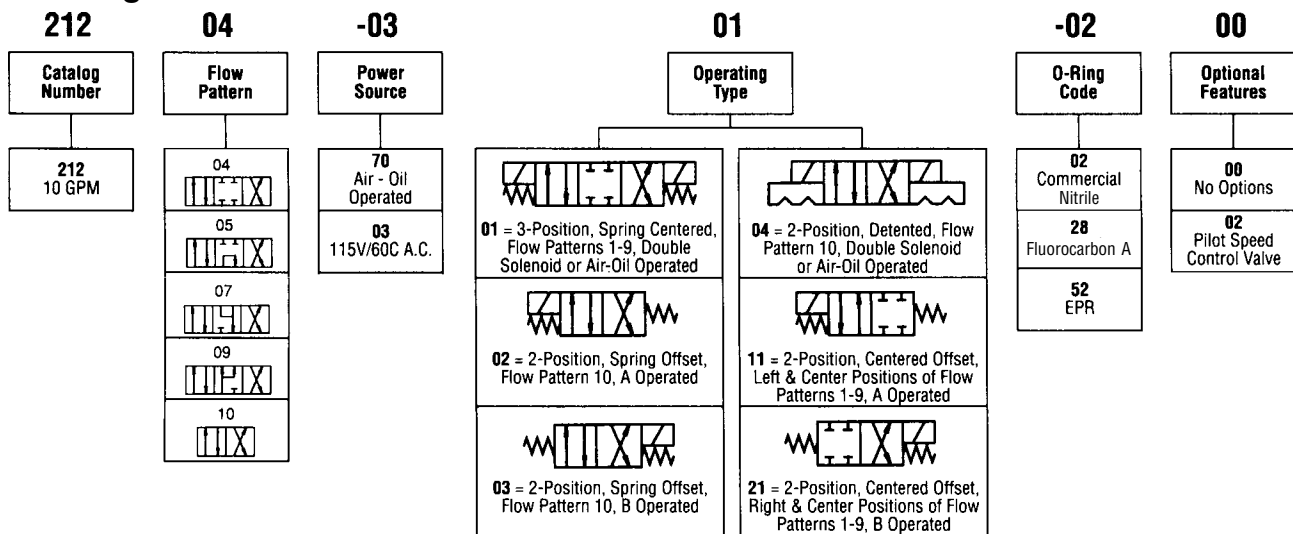 212 04 -03 01 -02 00
Catalog
Number
Flow
Pattern
Power
Source
Operating
Type
O-Ring
Code
Optional
Features
212
10 GPM
04
05
07
09
10
70
Air - Oil
Operated
03
115V/60C A.C.
01 = 3-Position, Spring Centered,
Flow Patterns 1-9, Double
Solenoid or Air-Oil Operated
02 = 2-Position, Spring Offset,
Flow Pattern 10, A Operated
03 = 2-Position, Spring Offset,
Flow Pattern 10, B Operated
04 = 2-Position, Detented, Flow
Pattern 10, Double Solenoid
or Air-Oil Operated
11 = 2-Position, Centered Offset,
Left & Center Positions of Flow
Patterns 1-9, A Operated
21 = 2-Position, Centered Offset,
Right & Center Positions of Flow
Patterns 1-9, B Operated
02
Commercial
Nitrile
28
Fluorocarbon A
52
EPR
00
No Options
02
Pilot Speed
Control Valve